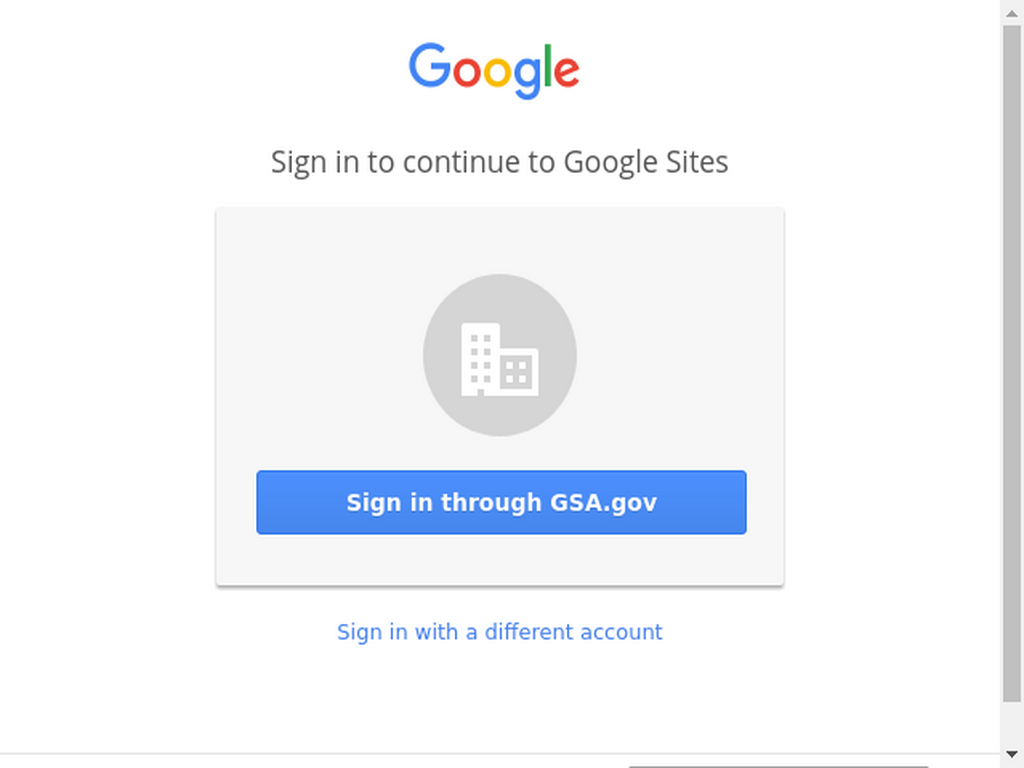 Google
Sign in to continue to Google Sites
Sign in through GSA.gov
Sign in with a different account